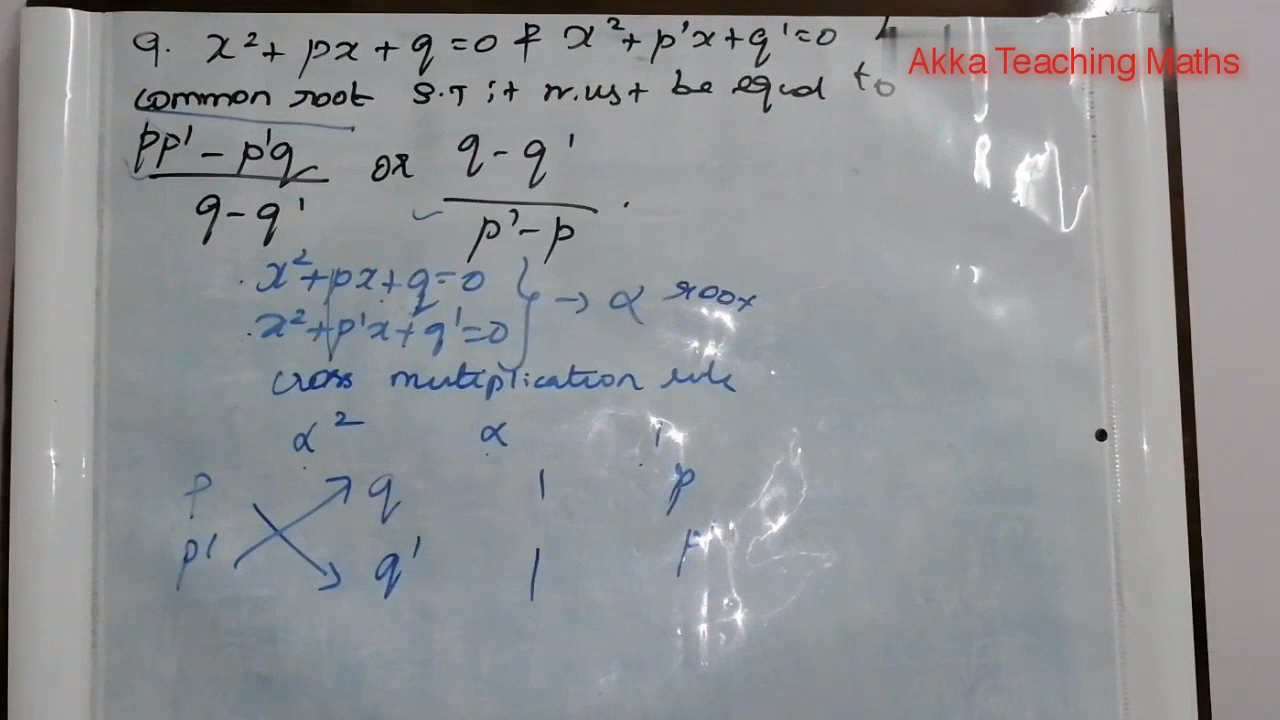 9. x² + px + q = 0 & x² + p'x + q' = 0
Akka Teaching Maths
common root S.T it must be equal to
pp' - p'q / q - q' or q - q' / p' - p .
x² + px + q = 0
x² + p'x + q' = 0 } → α root
cross multiplication rule
α² α 1
p q 1 p
p' q' 1 p'